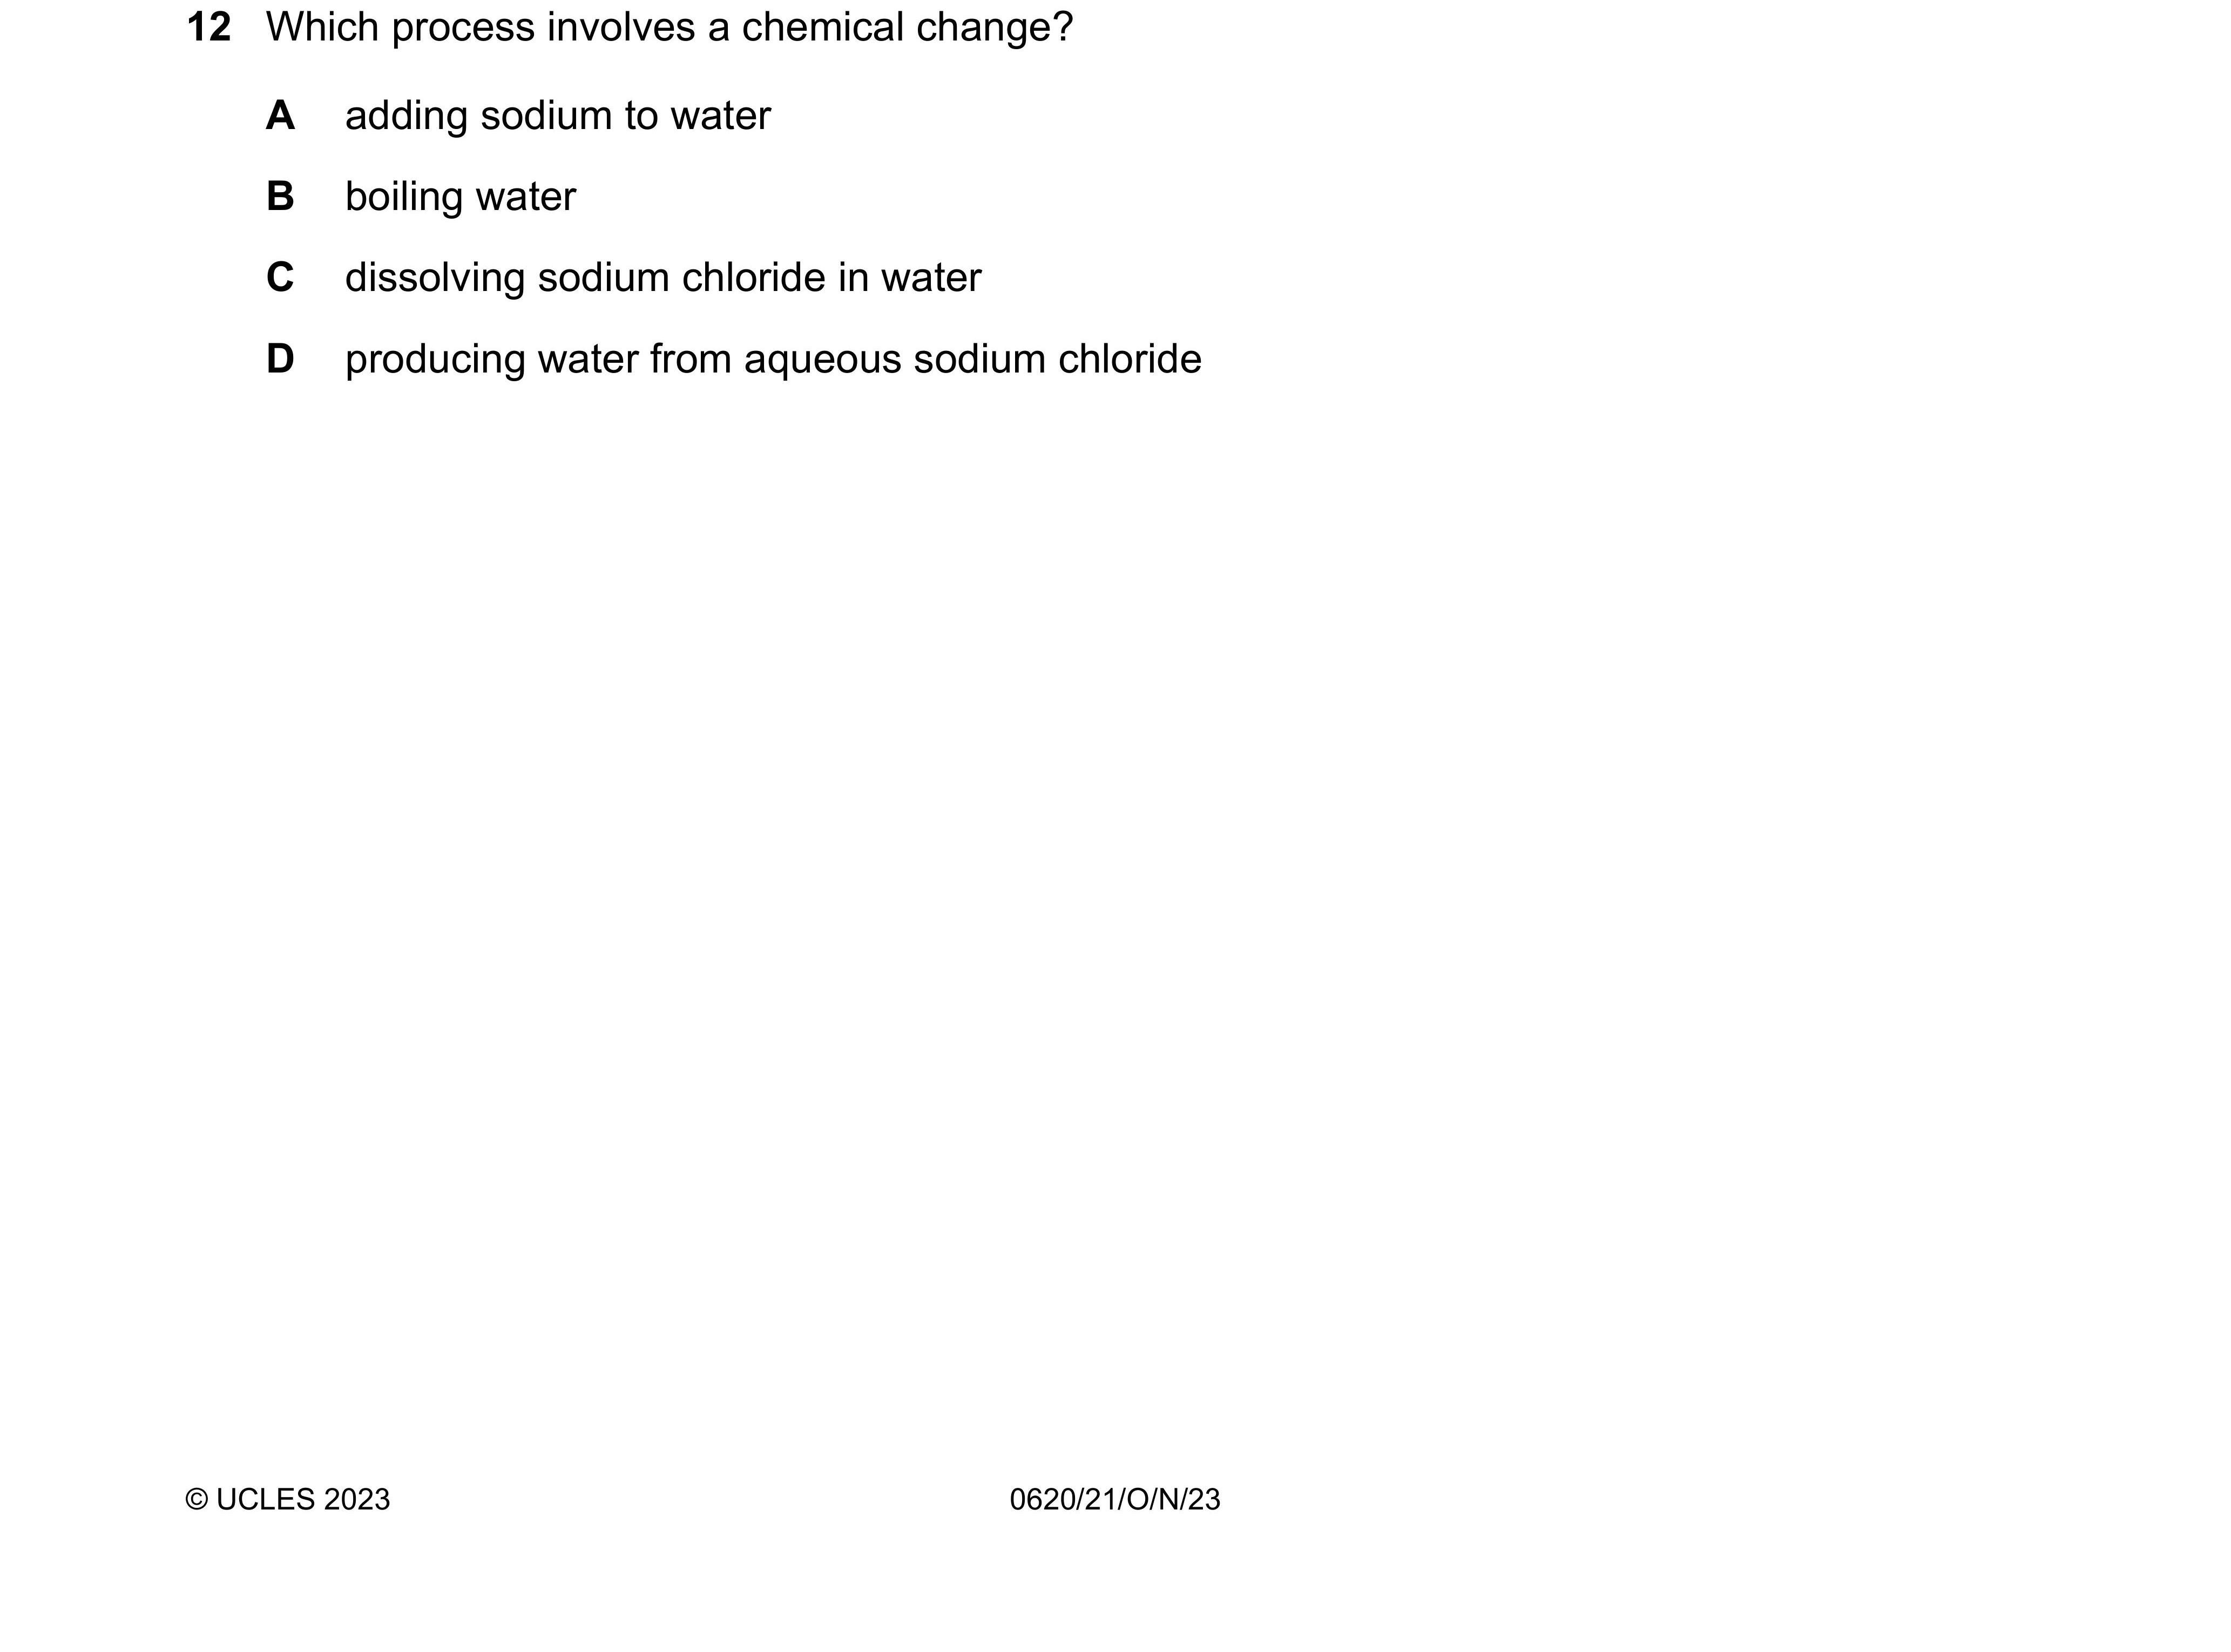 12 Which process involves a chemical change?
A adding sodium to water
B boiling water
C dissolving sodium chloride in water
D producing water from aqueous sodium chloride
© UCLES 2023 0620/21/O/N/23